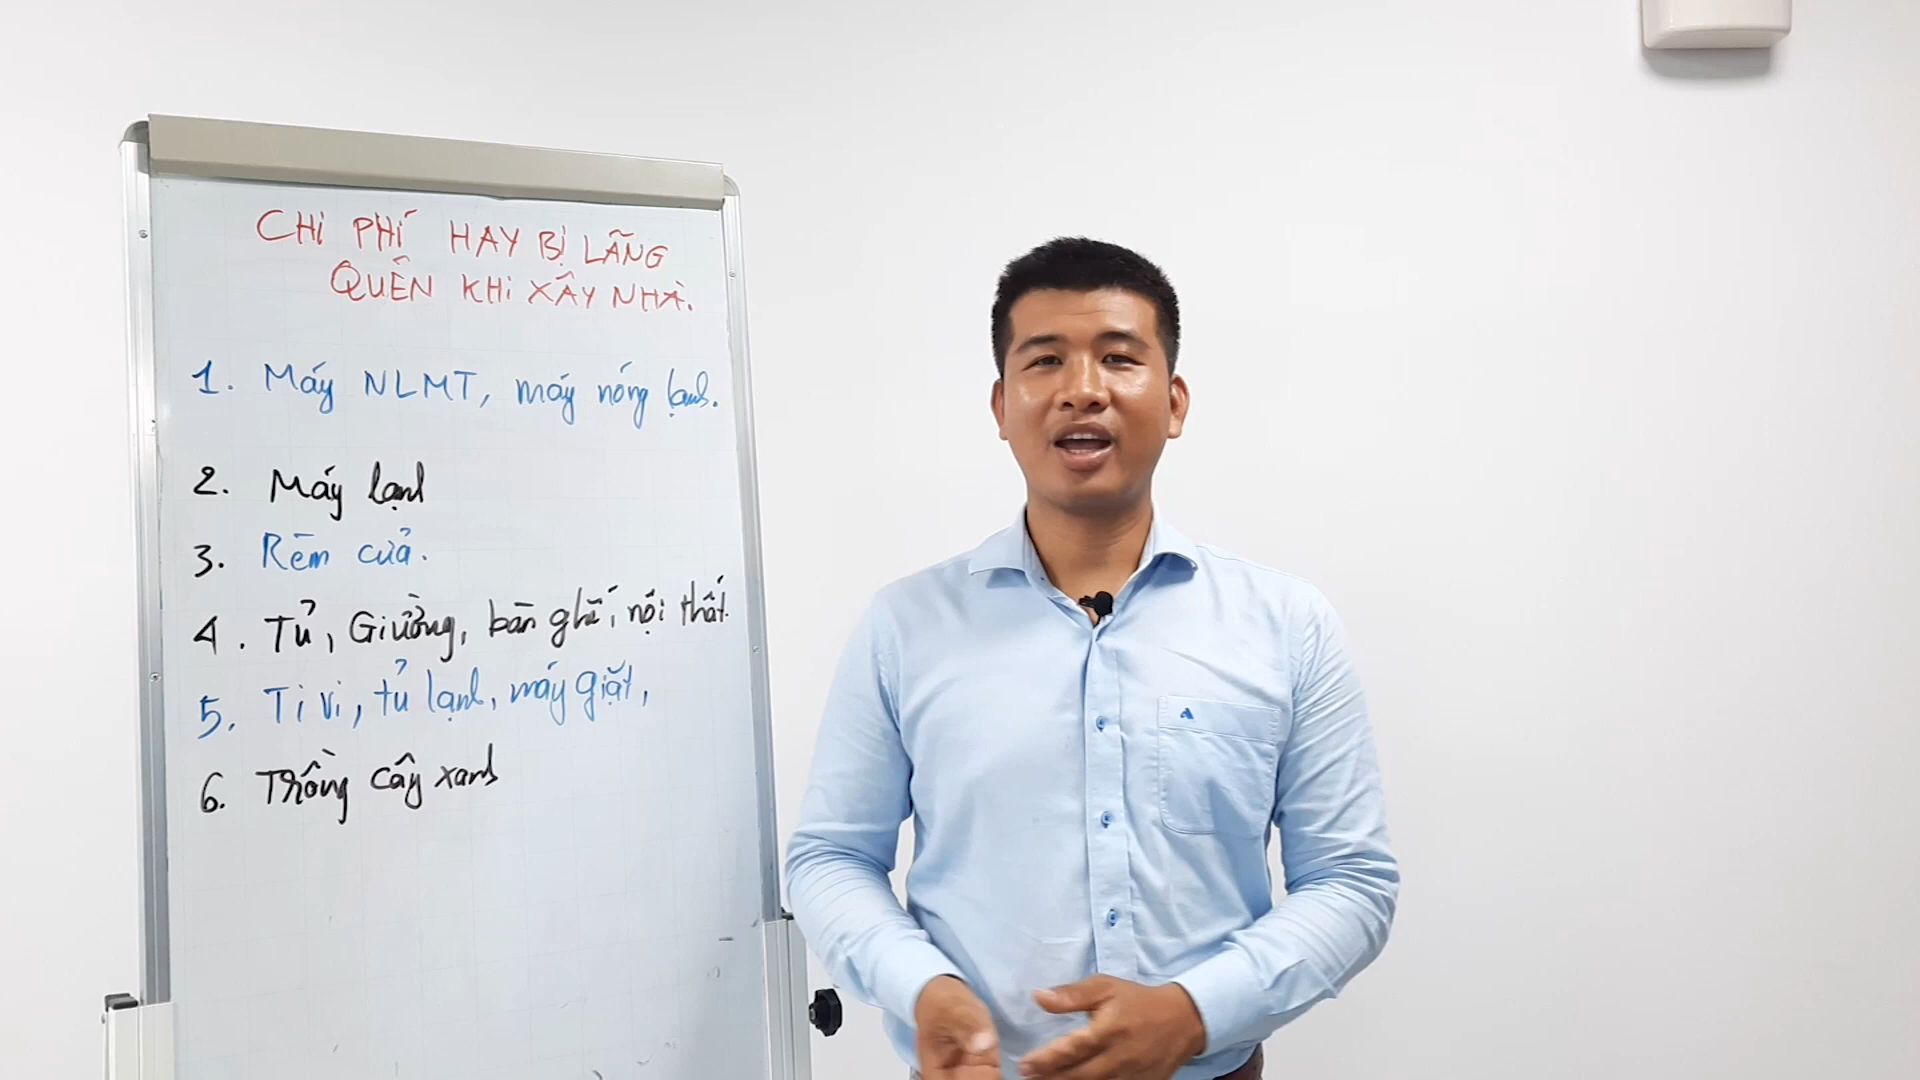 CHI PHÍ HAY BỊ LÃNG
QUÊN KHI XÂY NHÀ.
1. Máy NLMT, máy nóng lạnh.
2. Máy lạnh
3. Rèm cửa.
4. Tủ, Giường, bàn ghế, nội thất.
5. Ti vi, tủ lạnh, máy giặt,
6. Trồng cây xanh